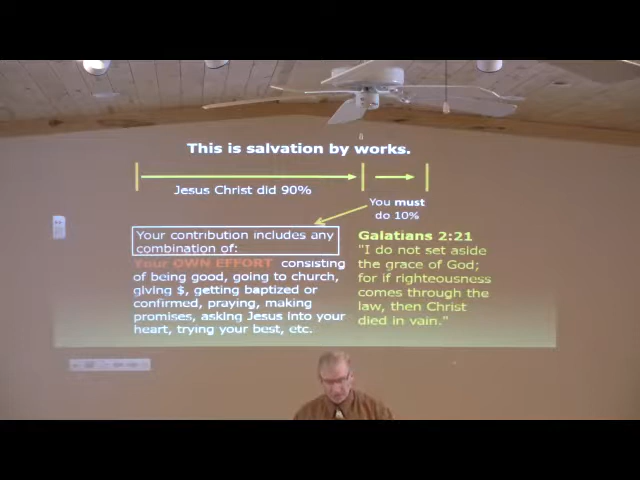 This is salvation by works.
Jesus Christ did 90%
You must
do 10%
Your contribution includes any
combination of:
Your OWN EFFORT consisting
of being good, going to church,
giving $, getting baptized or
confirmed, praying, making
promises, asking Jesus into your
heart, trying your best, etc.
Galatians 2:21
"I do not set aside
the grace of God;
for if righteousness
comes through the
law, then Christ
died in vain."